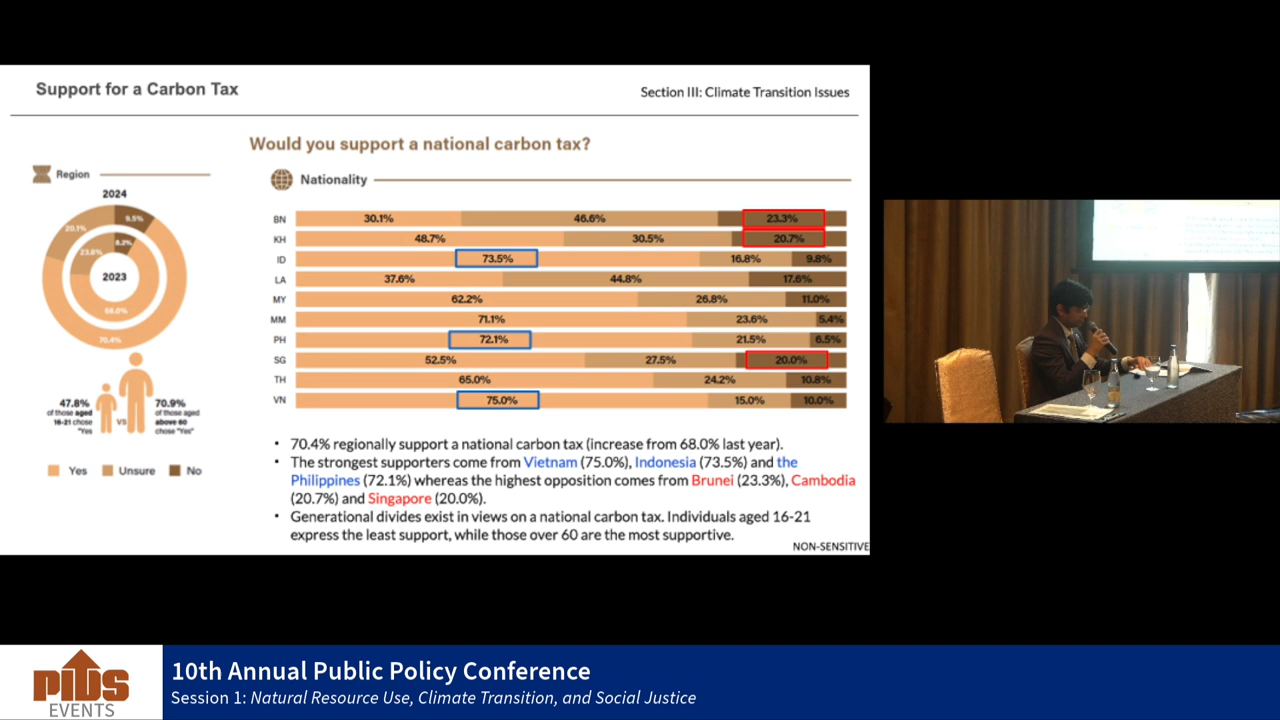 Support for a Carbon Tax
Section III: Climate Transition Issues
Would you support a national carbon tax?
Region
2024
9.5%
20.1%
8.2%
23.8%
2023
68.0%
70.4%
47.8%
of those aged
16-21 chose
"Yes
VS
70.9%
of those aged
above 60
chose "Yes"
Yes
Unsure
No
Nationality
BN 30.1% 46.6% 23.3%
KH 48.7% 30.5% 20.7%
ID 73.5% 16.8% 9.8%
LA 37.6% 44.8% 17.6%
MY 62.2% 26.8% 11.0%
MM 71.1% 23.6% 5.4%
PH 72.1% 21.5% 6.5%
SG 52.5% 27.5% 20.0%
TH 65.0% 24.2% 10.8%
VN 75.0% 15.0% 10.0%
• 70.4% regionally support a national carbon tax (increase from 68.0% last year).
• The strongest supporters come from Vietnam (75.0%), Indonesia (73.5%) and the
Philippines (72.1%) whereas the highest opposition comes from Brunei (23.3%), Cambodia
(20.7%) and Singapore (20.0%).
• Generational divides exist in views on a national carbon tax. Individuals aged 16-21
express the least support, while those over 60 are the most supportive.
NON-SENSITIVE
PIDS
EVENTS
10th Annual Public Policy Conference
Session 1: Natural Resource Use, Climate Transition, and Social Justice